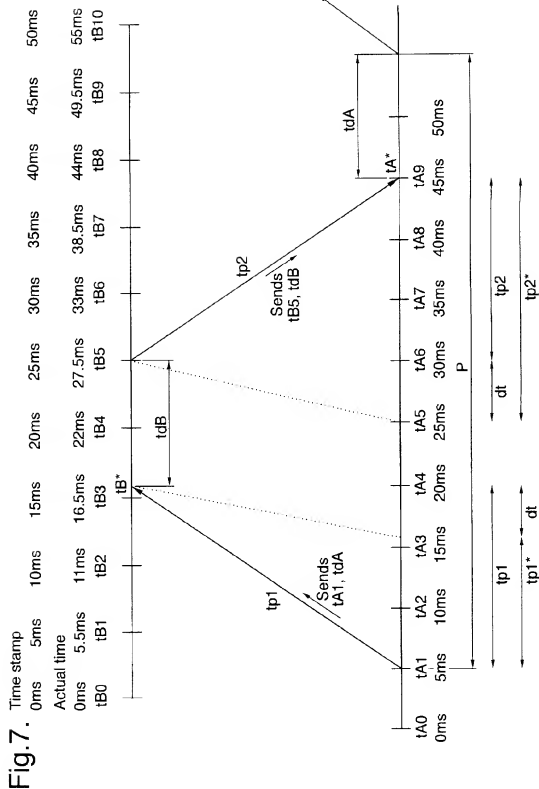 Fig.7.
Time stamp
0ms 5ms 10ms 15ms 20ms 25ms 30ms 35ms 40ms 45ms 50ms
Actual time
0ms 5.5ms 11ms 16.5ms 22ms 27.5ms 33ms 38.5ms 44ms 49.5ms 55ms
tB0 tB1 tB2 tB3 tB* tB4 tB5 tB6 tB7 tB8 tB9 tB10
tdB
tp1
Sends
tA1, tdA
tp2
Sends
tB5, tdB
tdA
tA*
tA0 tA1 tA2 tA3 tA4 tA5 tA6 tA7 tA8 tA9
0ms 5ms 10ms 15ms 20ms 25ms 30ms 35ms 40ms 45ms 50ms
P
tp1 dt tp2
tp1* dt tp2*